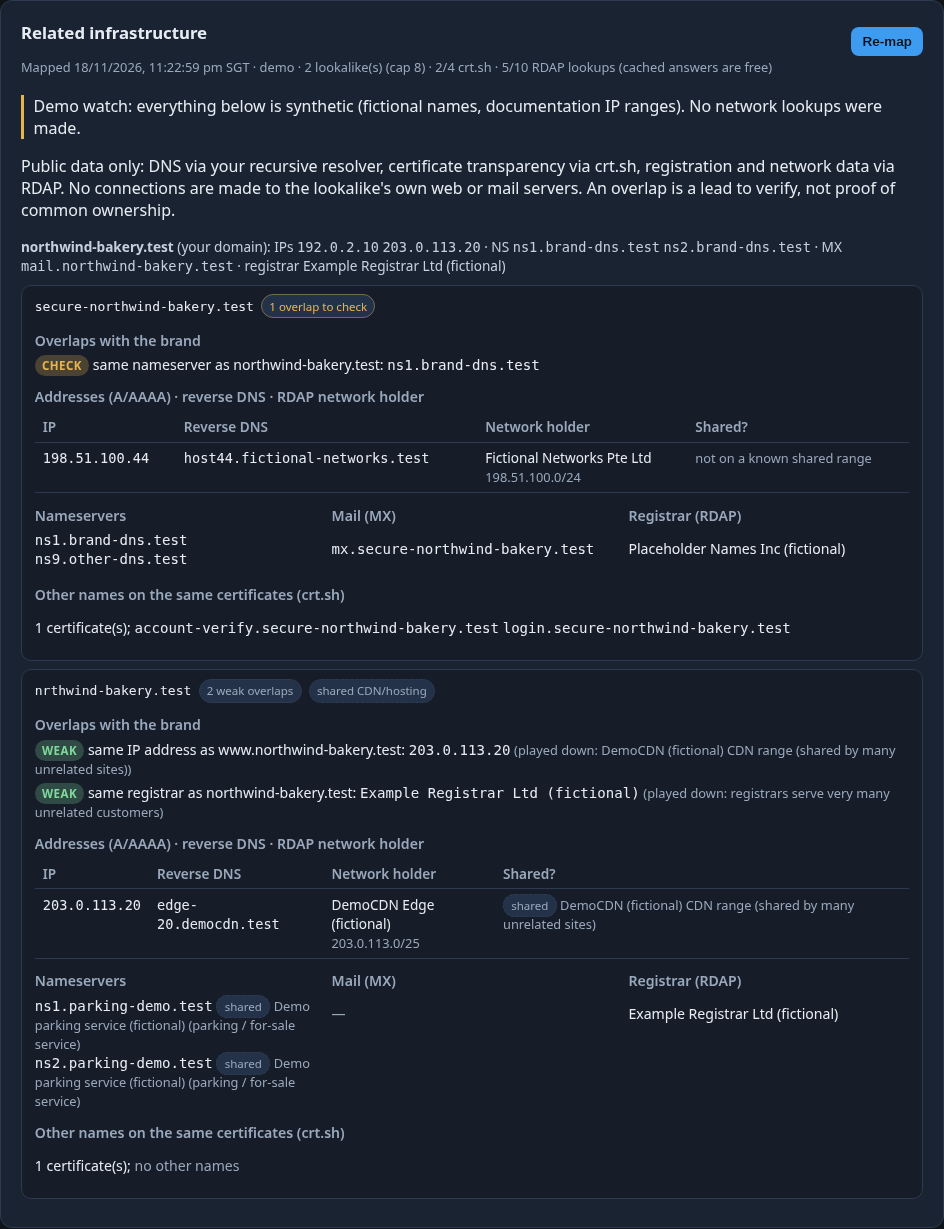 Related infrastructure
Re-map
Mapped 18/11/2026, 11:22:59 pm SGT · demo · 2 lookalike(s) (cap 8) · 2/4 crt.sh · 5/10 RDAP lookups (cached answers are free)
Demo watch: everything below is synthetic (fictional names, documentation IP ranges). No network lookups were
made.
Public data only: DNS via your recursive resolver, certificate transparency via crt.sh, registration and network data via
RDAP. No connections are made to the lookalike's own web or mail servers. An overlap is a lead to verify, not proof of
common ownership.
northwind-bakery.test (your domain): IPs 192.0.2.10 203.0.113.20 · NS ns1.brand-dns.test ns2.brand-dns.test · MX
mail.northwind-bakery.test · registrar Example Registrar Ltd (fictional)
secure-northwind-bakery.test 1 overlap to check
Overlaps with the brand
CHECK same nameserver as northwind-bakery.test: ns1.brand-dns.test
Addresses (A/AAAA) · reverse DNS · RDAP network holder
IP Reverse DNS Network holder Shared?
198.51.100.44 host44.fictional-networks.test Fictional Networks Pte Ltd not on a known shared range
198.51.100.0/24
Nameservers Mail (MX) Registrar (RDAP)
ns1.brand-dns.test
ns9.other-dns.test
mx.secure-northwind-bakery.test Placeholder Names Inc (fictional)
Other names on the same certificates (crt.sh)
1 certificate(s); account-verify.secure-northwind-bakery.test login.secure-northwind-bakery.test
nrthwind-bakery.test 2 weak overlaps shared CDN/hosting
Overlaps with the brand
WEAK same IP address as www.northwind-bakery.test: 203.0.113.20 (played down: DemoCDN (fictional) CDN range (shared by many
unrelated sites))
WEAK same registrar as northwind-bakery.test: Example Registrar Ltd (fictional) (played down: registrars serve very many
unrelated customers)
Addresses (A/AAAA) · reverse DNS · RDAP network holder
IP Reverse DNS Network holder Shared?
203.0.113.20 edge- DemoCDN Edge shared DemoCDN (fictional) CDN range (shared by many
20.democdn.test (fictional) unrelated sites)
203.0.113.0/25
Nameservers Mail (MX) Registrar (RDAP)
ns1.parking-demo.test shared Demo
parking service (fictional) (parking / for-sale
service)
ns2.parking-demo.test shared Demo
parking service (fictional) (parking / for-sale
service)
—
Example Registrar Ltd (fictional)
Other names on the same certificates (crt.sh)
1 certificate(s); no other names